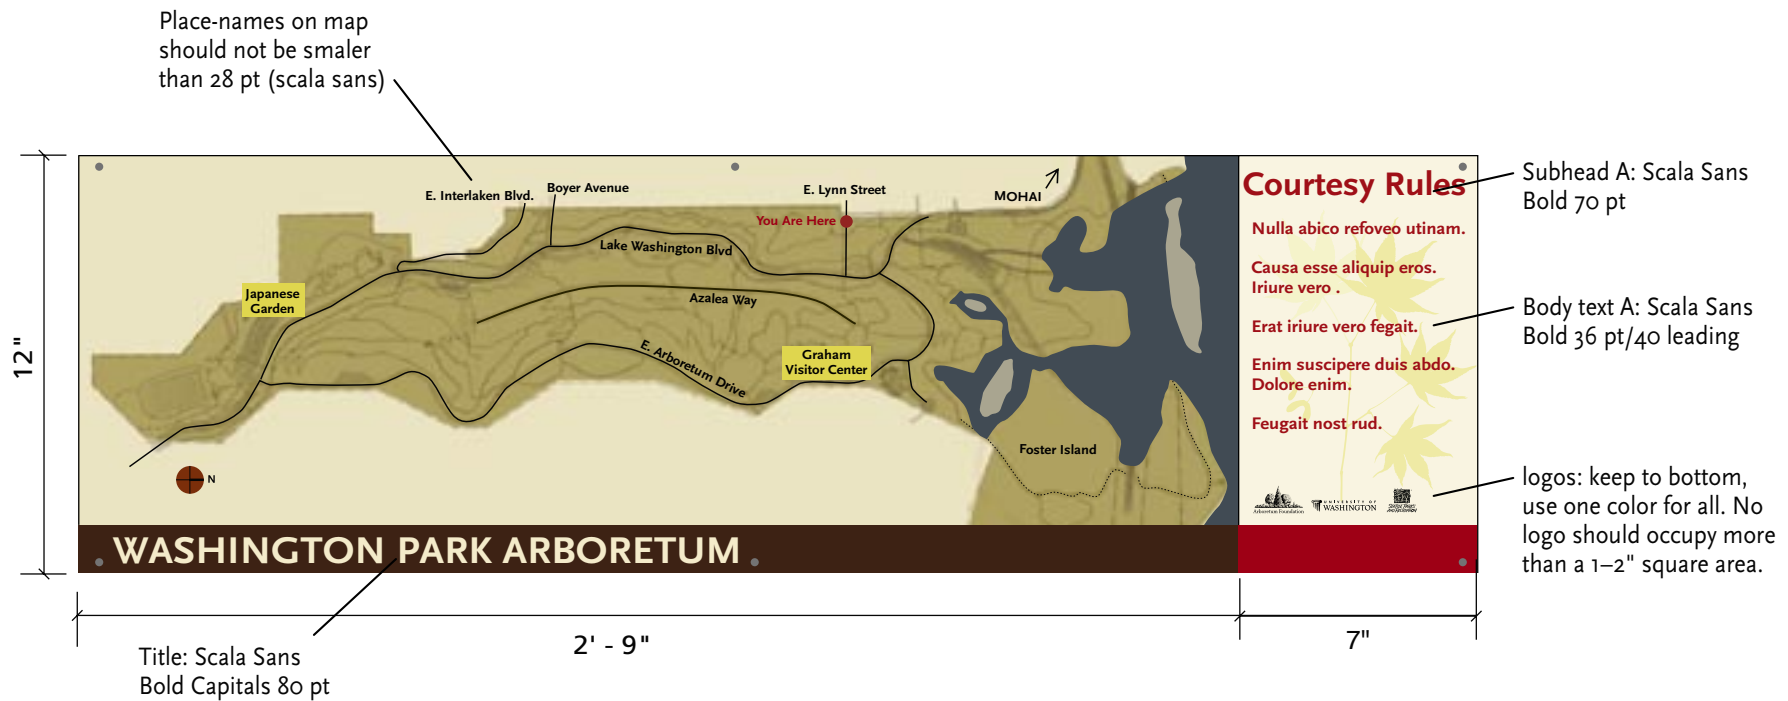 Place-names on map
should not be smaler
than 28 pt (scala sans)
E. Interlaken Blvd.
Boyer Avenue
E. Lynn Street
MOHAI
You Are Here
Lake Washington Blvd
Japanese
Garden
Azalea Way
E. Arboretum Drive
Graham
Visitor Center
Foster Island
N
WASHINGTON PARK ARBORETUM
Courtesy Rules
Nulla abico refoveo utinam.
Causa esse aliquip eros.
Iriure vero .
Erat iriure vero fegait.
Enim suscipere duis abdo.
Dolore enim.
Feugait nost rud.
Arboretum Foundation
UNIVERSITY OF
WASHINGTON
Subhead A: Scala Sans
Bold 70 pt
Body text A: Scala Sans
Bold 36 pt/40 leading
logos: keep to bottom,
use one color for all. No
logo should occupy more
than a 1–2" square area.
12"
2' - 9"
7"
Title: Scala Sans
Bold Capitals 80 pt